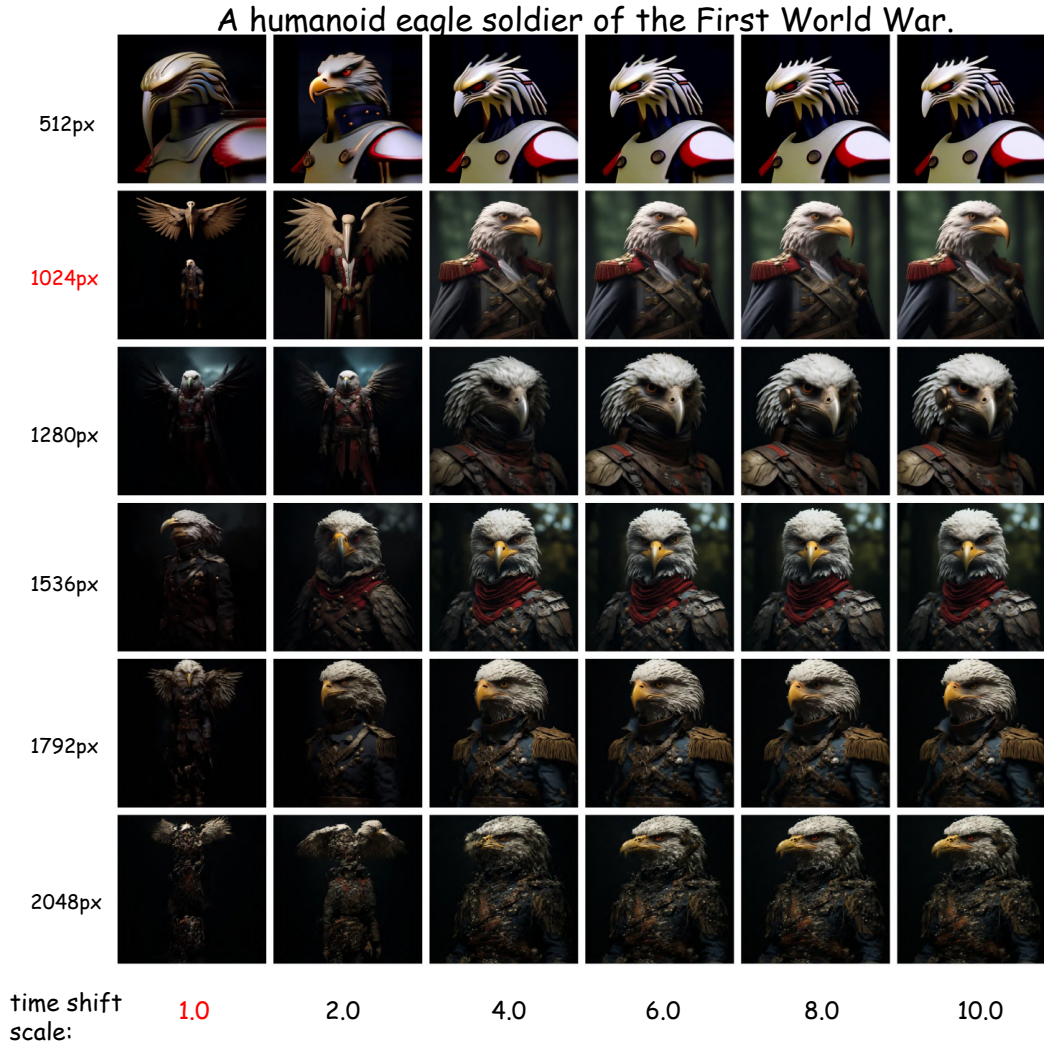 A humanoid eagle soldier of the First World War.
512px
1024px
1280px
1536px
1792px
2048px
time shift scale:
1.0 2.0 4.0 6.0 8.0 10.0